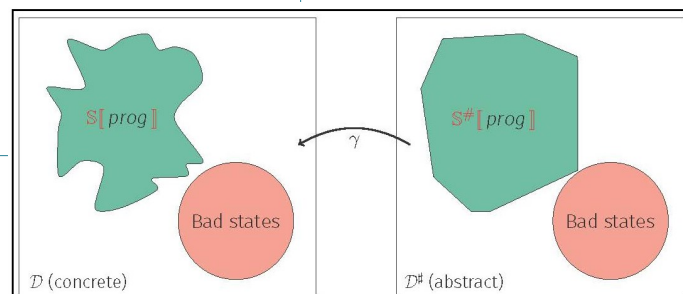 𝕊⟦ prog ⟧
𝕊#⟦ prog ⟧
γ
Bad states
Bad states
𝒟 (concrete)
𝒟♯ (abstract)